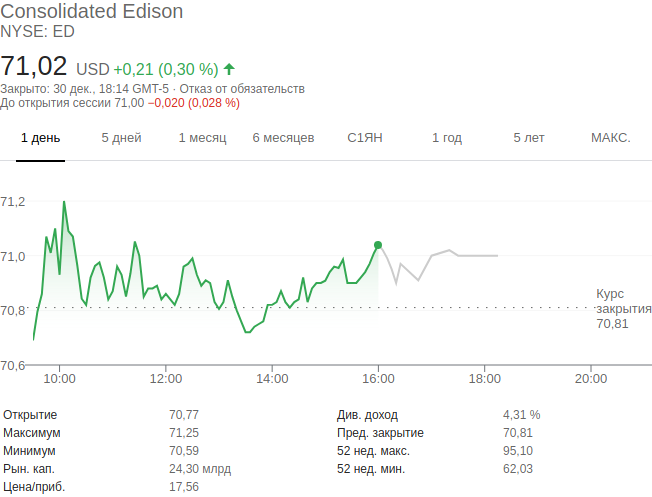 Consolidated Edison
NYSE: ED
71,02 USD +0,21 (0,30 %)
Закрыто: 30 дек., 18:14 GMT-5 · Отказ от обязательств
До открытия сессии 71,00 −0,020 (0,028 %)
1 день 5 дней 1 месяц 6 месяцев С1ЯН 1 год 5 лет МАКС.
71,2
71,0
Курс
70,8 закрытия
70,81
70,6
10:00 12:00 14:00 16:00 18:00 20:00
Открытие 70,77 Див. доход 4,31 %
Максимум 71,25 Пред. закрытие 70,81
Минимум 70,59 52 нед. макс. 95,10
Рын. кап. 24,30 млрд 52 нед. мин. 62,03
Цена/приб. 17,56